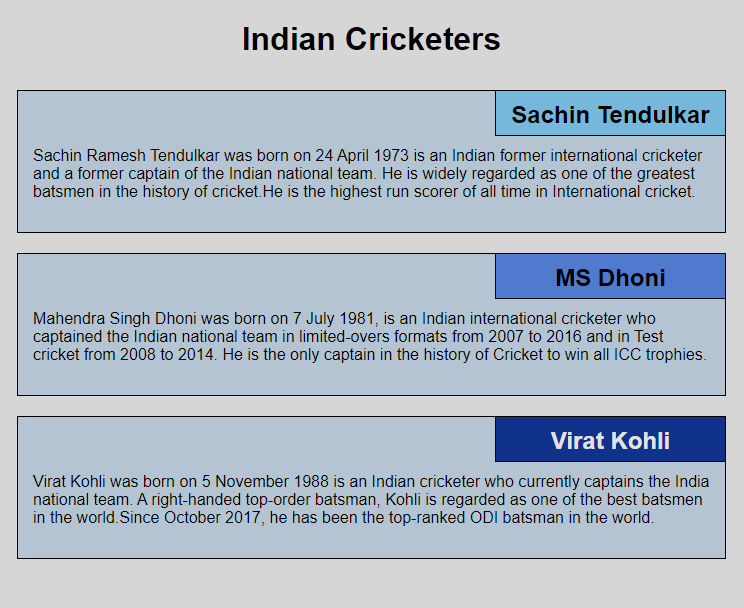 Indian Cricketers
Sachin Tendulkar
Sachin Ramesh Tendulkar was born on 24 April 1973 is an Indian former international cricketer
and a former captain of the Indian national team. He is widely regarded as one of the greatest
batsmen in the history of cricket.He is the highest run scorer of all time in International cricket.
MS Dhoni
Mahendra Singh Dhoni was born on 7 July 1981, is an Indian international cricketer who
captained the Indian national team in limited-overs formats from 2007 to 2016 and in Test
cricket from 2008 to 2014. He is the only captain in the history of Cricket to win all ICC trophies.
Virat Kohli
Virat Kohli was born on 5 November 1988 is an Indian cricketer who currently captains the India
national team. A right-handed top-order batsman, Kohli is regarded as one of the best batsmen
in the world.Since October 2017, he has been the top-ranked ODI batsman in the world.